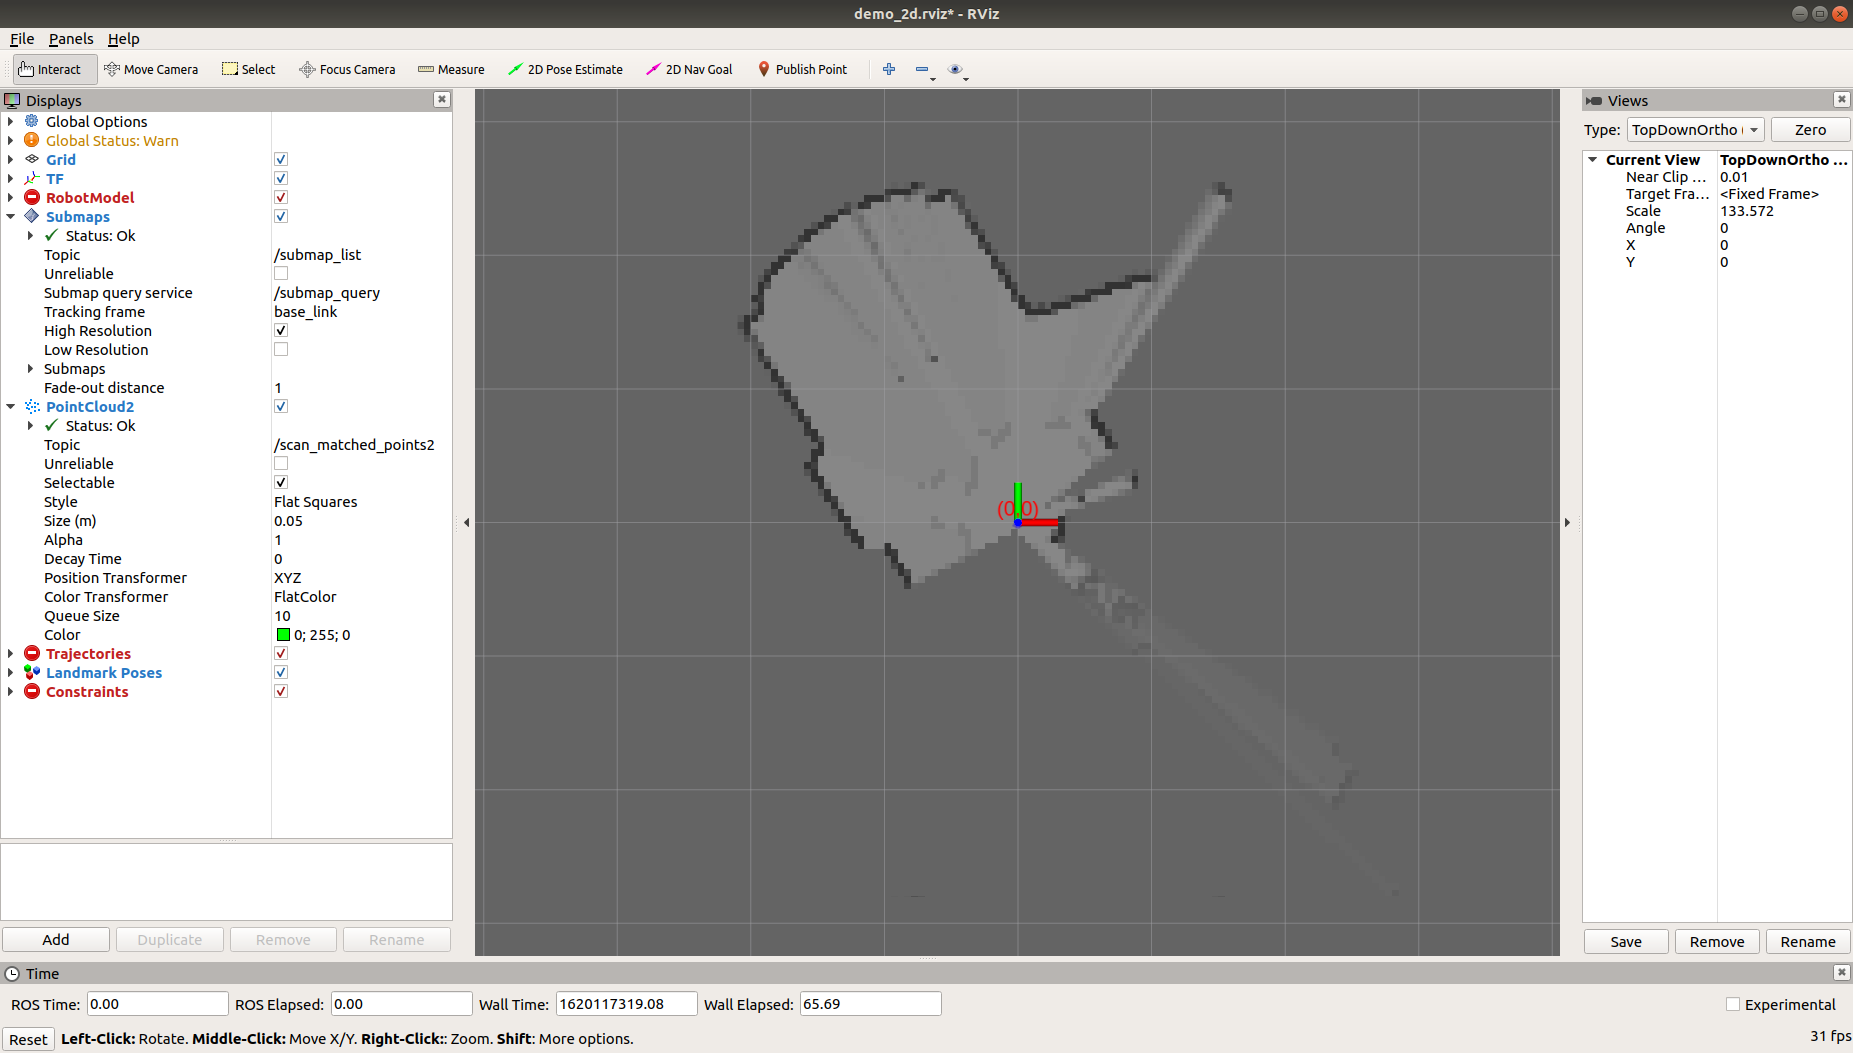 demo_2d.rviz* - RViz
File Panels Help
Interact Move Camera Select Focus Camera Measure 2D Pose Estimate 2D Nav Goal Publish Point
Displays
Global Options
Global Status: Warn
Grid
TF
RobotModel
Submaps
Status: Ok
Topic /submap_list
Unreliable
Submap query service /submap_query
Tracking frame base_link
High Resolution
Low Resolution
Submaps
Fade-out distance 1
PointCloud2
Status: Ok
Topic /scan_matched_points2
Unreliable
Selectable
Style Flat Squares
Size (m) 0.05
Alpha 1
Decay Time 0
Position Transformer XYZ
Color Transformer FlatColor
Queue Size 10
Color 0; 255; 0
Trajectories
Landmark Poses
Constraints
Add Duplicate Remove Rename
(0,0)
Views
Type: TopDownOrtho Zero
Current View TopDownOrtho ...
Near Clip ... 0.01
Target Fra... <Fixed Frame>
Scale 133.572
Angle 0
X 0
Y 0
Save Remove Rename
Time
ROS Time: 0.00 ROS Elapsed: 0.00 Wall Time: 1620117319.08 Wall Elapsed: 65.69 Experimental
Reset Left-Click: Rotate. Middle-Click: Move X/Y. Right-Click:: Zoom. Shift: More options. 31 fps